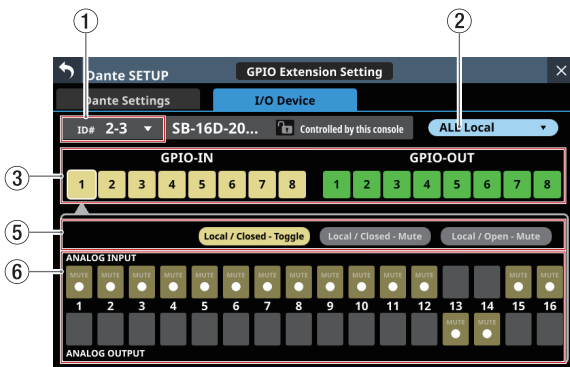 ① ②
Dante SETUP GPIO Extension Setting ×
Dante Settings I/O Device
ID# 2-3 ▼ SB-16D-20... Controlled by this console ALL Local ▼
③
GPIO-IN GPIO-OUT
1 2 3 4 5 6 7 8 1 2 3 4 5 6 7 8
⑤ Local / Closed - Toggle Local / Closed - Mute Local / Open - Mute
⑥ ANALOG INPUT
MUTE MUTE MUTE MUTE MUTE MUTE MUTE MUTE MUTE MUTE MUTE MUTE MUTE MUTE
1 2 3 4 5 6 7 8 9 10 11 12 13 14 15 16
MUTE MUTE
ANALOG OUTPUT